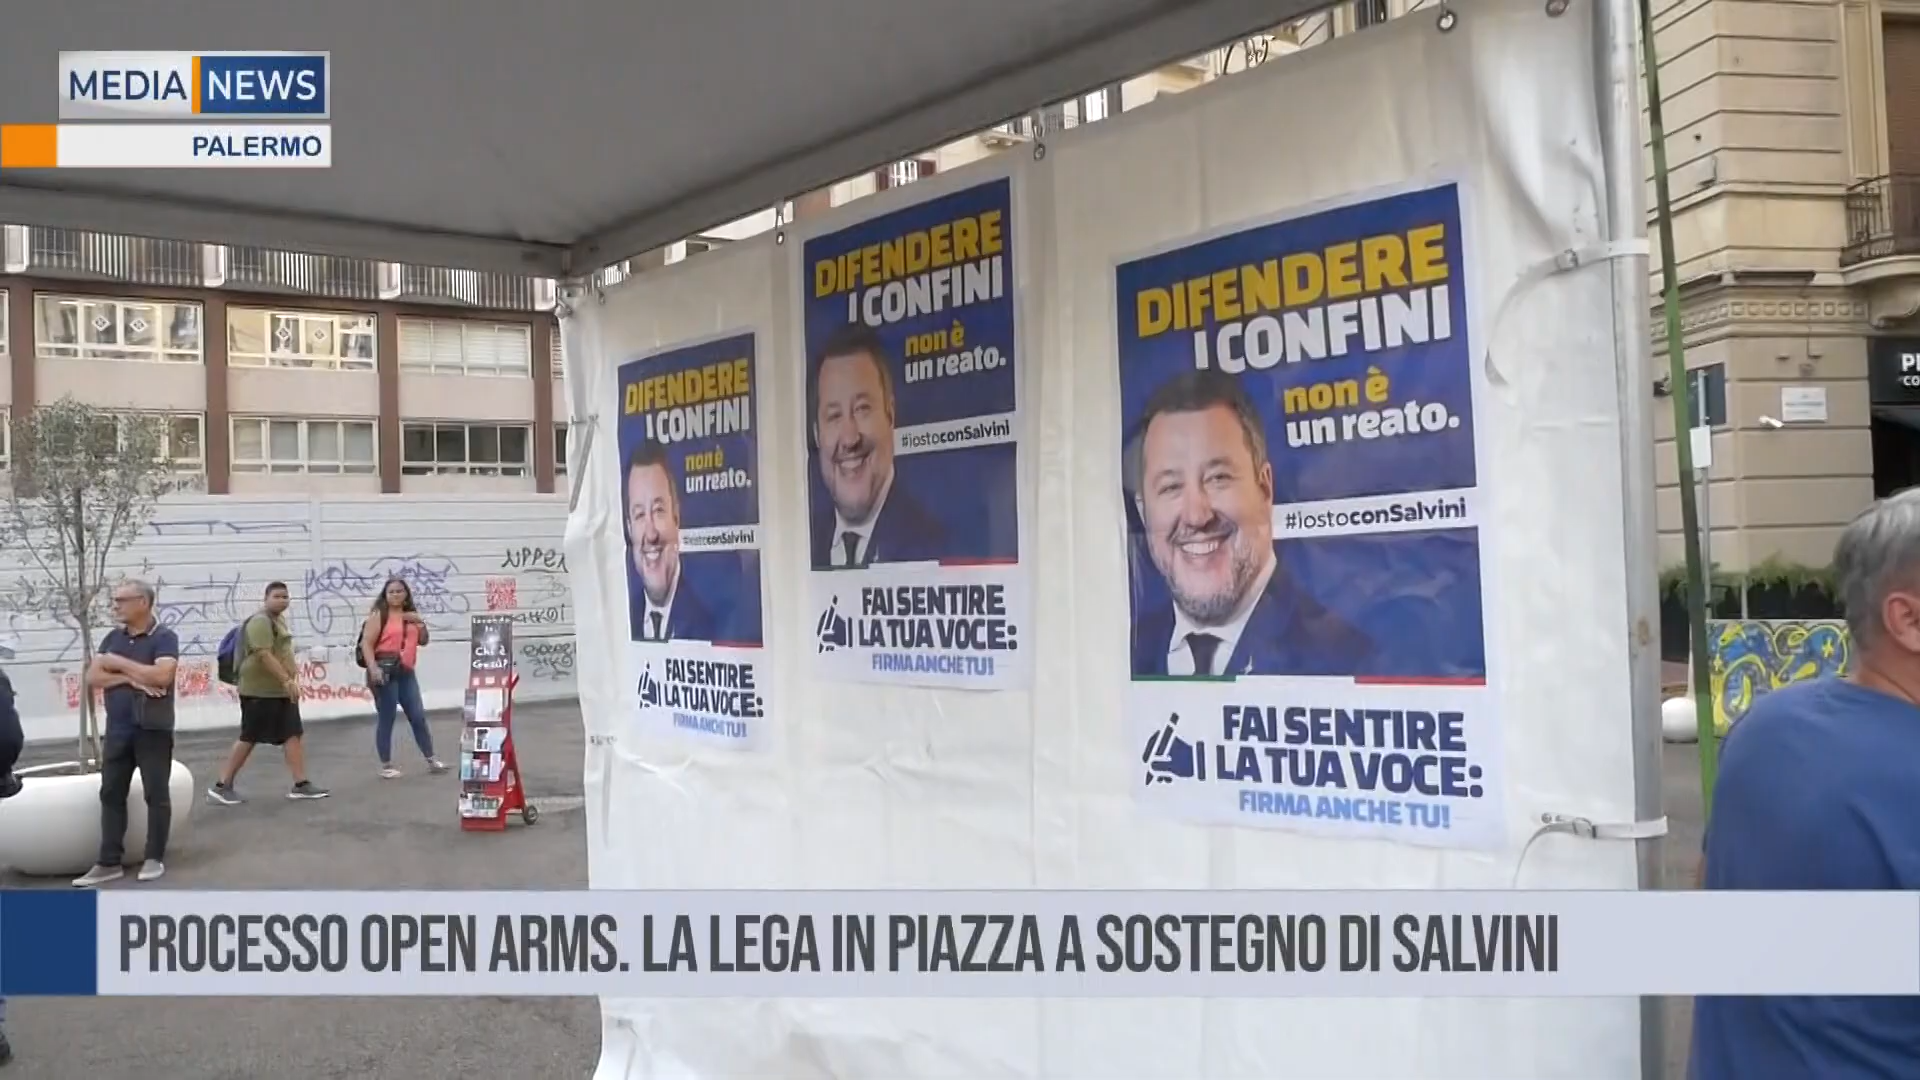 MEDIA NEWS
PALERMO
DIFENDERE
I CONFINI
non è
un reato.
#iostoconSalvini
FAI SENTIRE
LA TUA VOCE:
FIRMA ANCHE TU!
DIFENDERE
I CONFINI
non è
un reato.
#iostoconSalvini
FAI SENTIRE
LA TUA VOCE:
FIRMA ANCHE TU!
DIFENDERE
I CONFINI
non è
un reato.
#iostoconSalvini
FAI SENTIRE
LA TUA VOCE:
FIRMA ANCHE TU!
Chi è
Gesù?
PROCESSO OPEN ARMS. LA LEGA IN PIAZZA A SOSTEGNO DI SALVINI